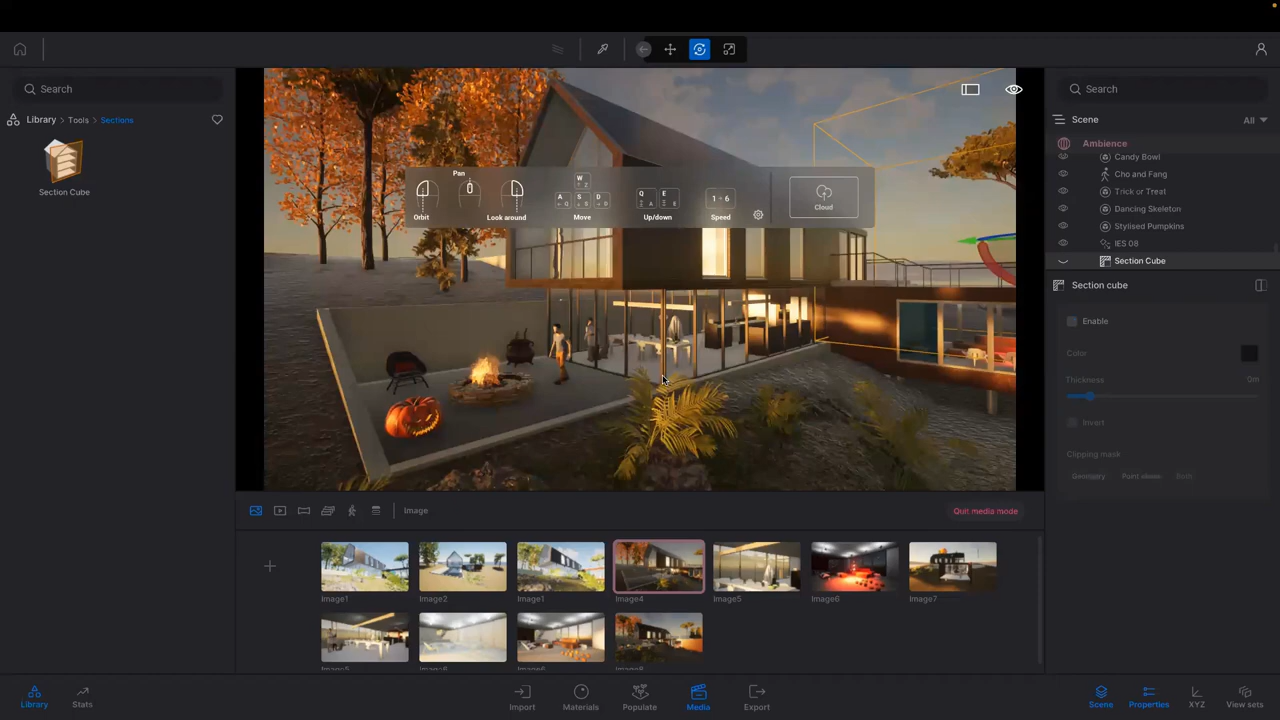 Search
Library Tools Sections
Section Cube
Pan
Orbit
Look around
W
A S D
Move
Q E
Up/down
1 - 6
Speed
Cloud
Search
Scene
All
Ambience
Candy Bowl
Cho and Fang
Trick or Treat
Dancing Skeleton
Stylised Pumpkins
IES 08
Section Cube
Section cube
Enable
Color
Thickness
0m
Invert
Clipping mask
Geometry
Point clouds
Both
Image
Quit media mode
Image1
Image2
Image1
Image4
Image5
Image6
Image7
Library
Stats
Import
Materials
Populate
Media
Export
Scene
Properties
XYZ
View sets